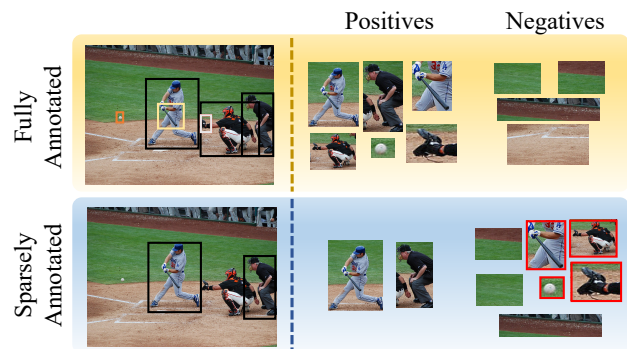 Positives
Negatives
Fully
Annotated
Sparsely
Annotated